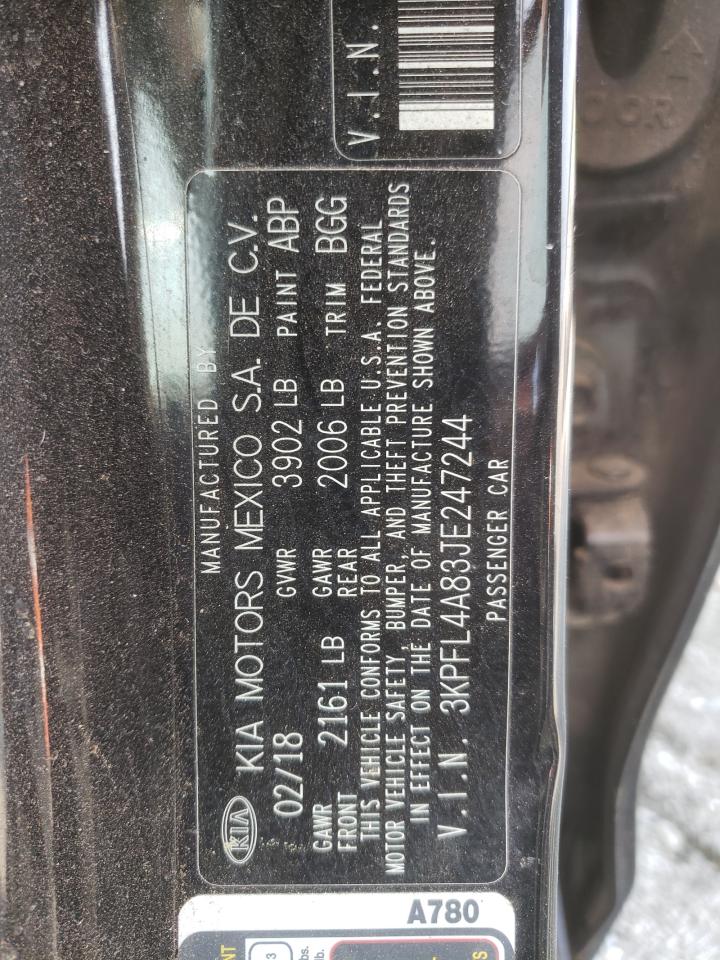 MANUFACTURED BY
KIA KIA MOTORS MEXICO S.A. DE C.V.
02/18 GVWR 3902 LB PAINT ABP
GAWR FRONT 2161 LB GAWR REAR 2006 LB TRIM BGG
THIS VEHICLE CONFORMS TO ALL APPLICABLE U.S.A. FEDERAL
MOTOR VEHICLE SAFETY, BUMPER, AND THEFT PREVENTION STANDARDS
IN EFFECT ON THE DATE OF MANUFACTURE SHOWN ABOVE.
V.I.N. 3KPFL4A83JE247244
PASSENGER CAR
V.I.N.
A780